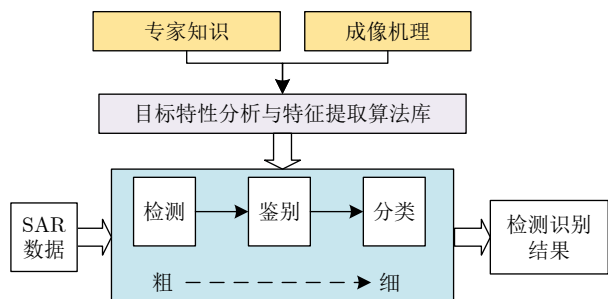 专家知识
成像机理
目标特性分析与特征提取算法库
SAR
数据
检测
鉴别
分类
粗
细
检测识别
结果